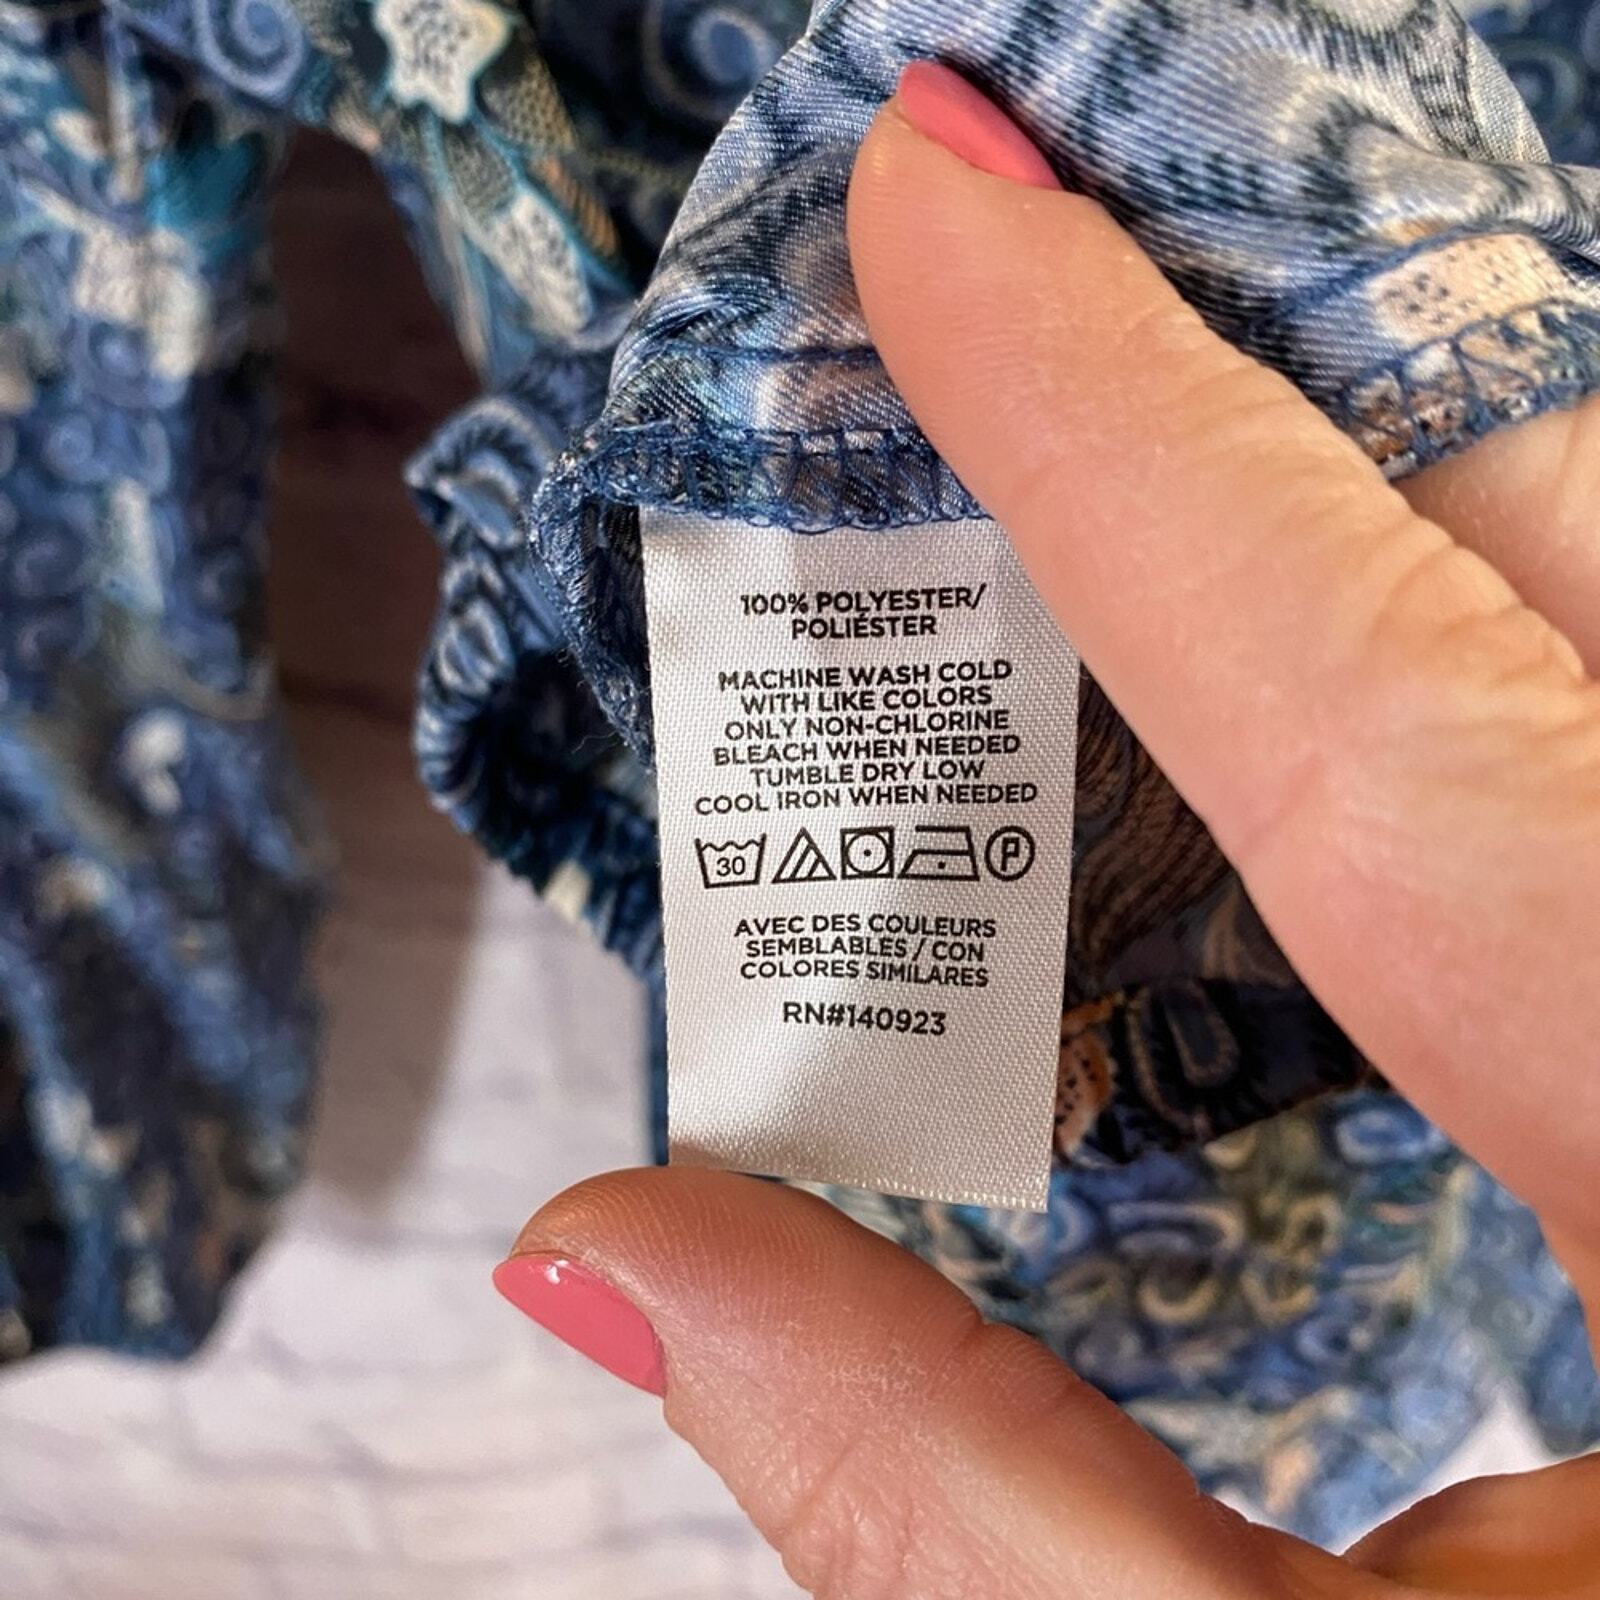 100% POLYESTER/
POLIÉSTER
MACHINE WASH COLD
WITH LIKE COLORS
ONLY NON-CHLORINE
BLEACH WHEN NEEDED
TUMBLE DRY LOW
COOL IRON WHEN NEEDED
30 P
AVEC DES COULEURS
SEMBLABLES / CON
COLORES SIMILARES
RN#140923